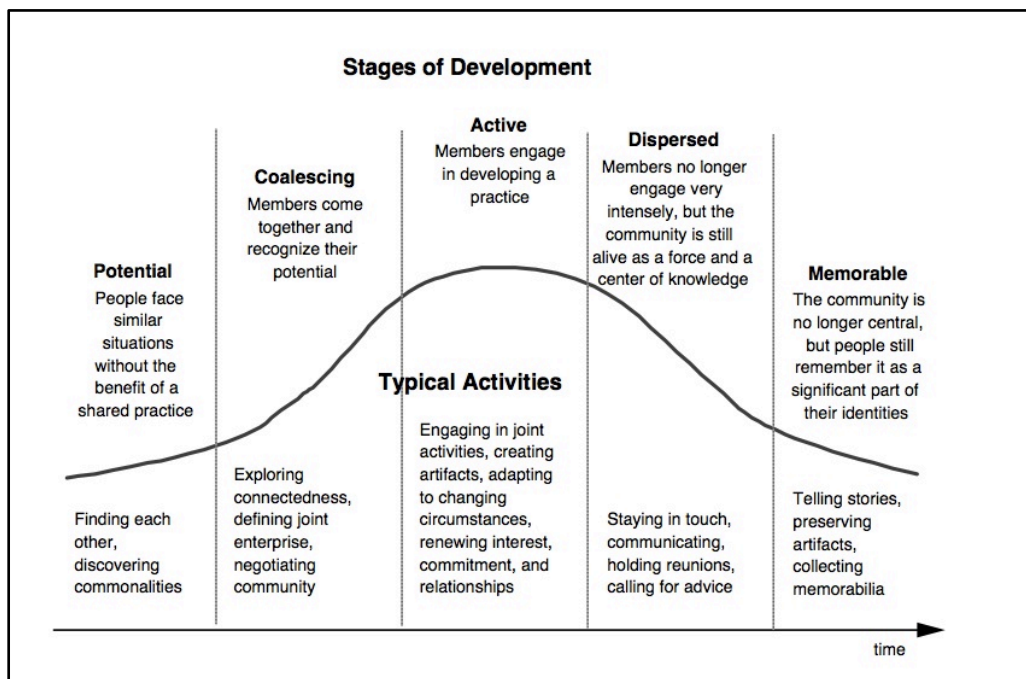 Stages of Development
Potential
People face
similar
situations
without the
benefit of a
shared practice
Coalescing
Members come
together and
recognize their
potential
Active
Members engage
in developing a
practice
Dispersed
Members no longer
engage very
intensely, but the
community is still
alive as a force and a
center of knowledge
Memorable
The community is
no longer central,
but people still
remember it as a
significant part of
their identities
Typical Activities
Finding each
other,
discovering
commonalities
Exploring
connectedness,
defining joint
enterprise,
negotiating
community
Engaging in joint
activities, creating
artifacts, adapting
to changing
circumstances,
renewing interest,
commitment, and
relationships
Staying in touch,
communicating,
holding reunions,
calling for advice
Telling stories,
preserving
artifacts,
collecting
memorabilia
time